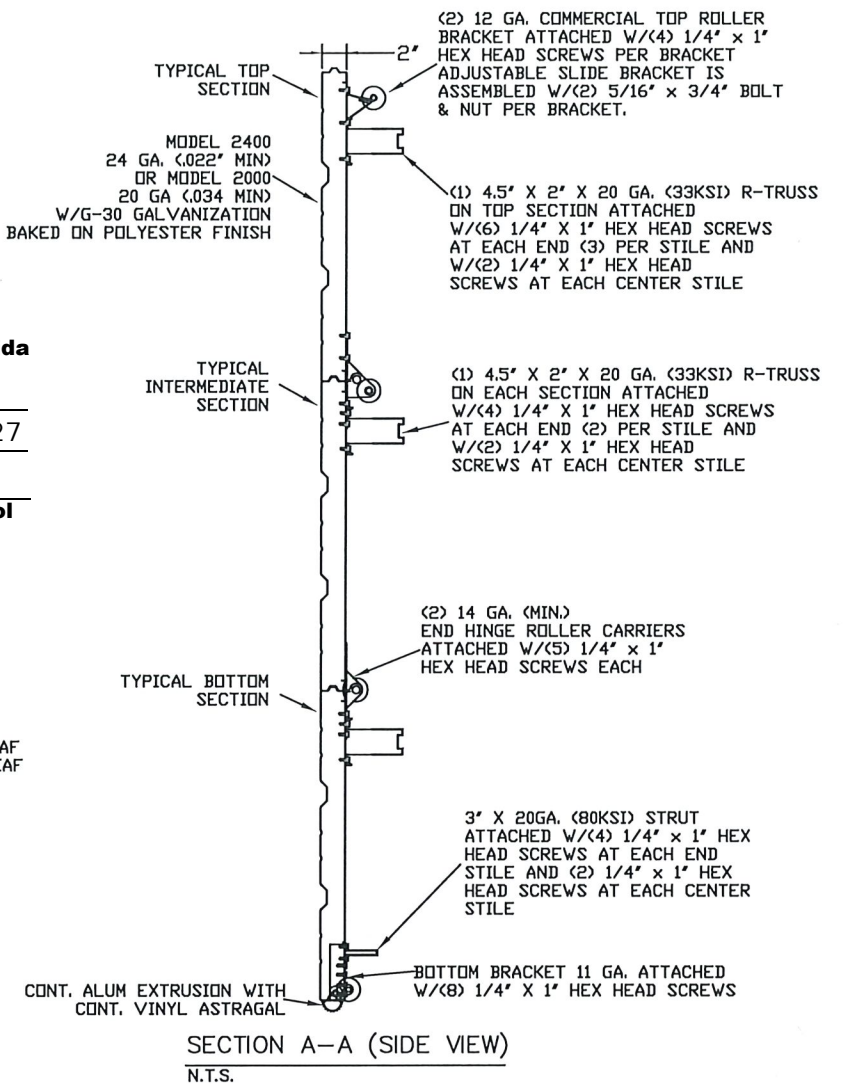 (2) 12 GA. COMMERCIAL TOP ROLLER
BRACKET ATTACHED W/(4) 1/4" x 1"
HEX HEAD SCREWS PER BRACKET
ADJUSTABLE SLIDE BRACKET IS
ASSEMBLED W/(2) 5/16" x 3/4" BOLT
& NUT PER BRACKET.
2"
TYPICAL TOP
SECTION
MODEL 2400
24 GA. (.022" MIN)
OR MODEL 2000
20 GA (.034 MIN)
W/G-30 GALVANIZATION
BAKED ON POLYESTER FINISH
(1) 4.5" X 2" X 20 GA. (33KSI) R-TRUSS
ON TOP SECTION ATTACHED
W/(6) 1/4" X 1" HEX HEAD SCREWS
AT EACH END (3) PER STILE AND
W/(2) 1/4" X 1" HEX HEAD
SCREWS AT EACH CENTER STILE
da
TYPICAL
INTERMEDIATE
SECTION
(1) 4.5" X 2" X 20 GA. (33KSI) R-TRUSS
ON EACH SECTION ATTACHED
W/(4) 1/4" X 1" HEX HEAD SCREWS
AT EACH END (2) PER STILE AND
W/(2) 1/4" X 1" HEX HEAD
SCREWS AT EACH CENTER STILE
27
ol
(2) 14 GA. (MIN.)
END HINGE ROLLER CARRIERS
ATTACHED W/(5) 1/4" x 1"
HEX HEAD SCREWS EACH
TYPICAL BOTTOM
SECTION
AF
EAF
3" X 20GA. (80KSI) STRUT
ATTACHED W/(4) 1/4" x 1" HEX
HEAD SCREWS AT EACH END
STILE AND (2) 1/4" x 1" HEX
HEAD SCREWS AT EACH CENTER
STILE
BOTTOM BRACKET 11 GA. ATTACHED
W/(8) 1/4" X 1" HEX HEAD SCREWS
CONT. ALUM EXTRUSION WITH
CONT. VINYL ASTRAGAL
SECTION A-A (SIDE VIEW)
N.T.S.